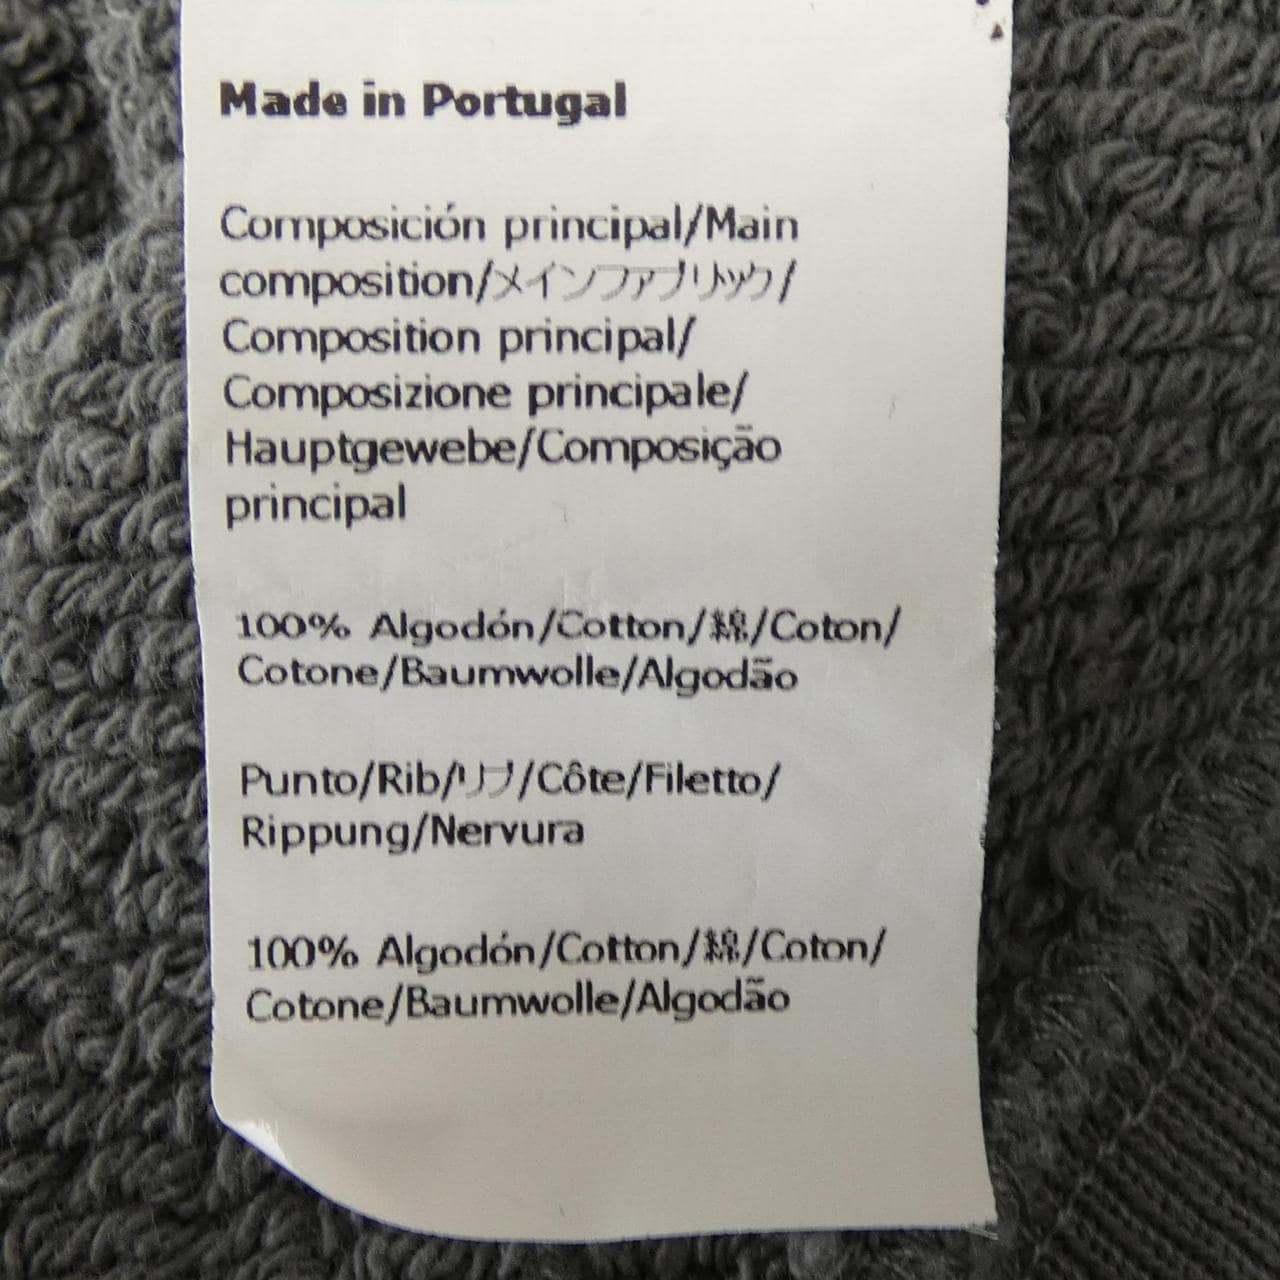 Made in Portugal
Composición principal/Main
composition/メインファブリック/
Composition principal/
Composizione principale/
Hauptgewebe/Composição
principal
100% Algodón/Cotton/綿/Coton/
Cotone/Baumwolle/Algodão
Punto/Rib/リブ/Côte/Filetto/
Rippung/Nervura
100% Algodón/Cotton/綿/Coton/
Cotone/Baumwolle/Algodão